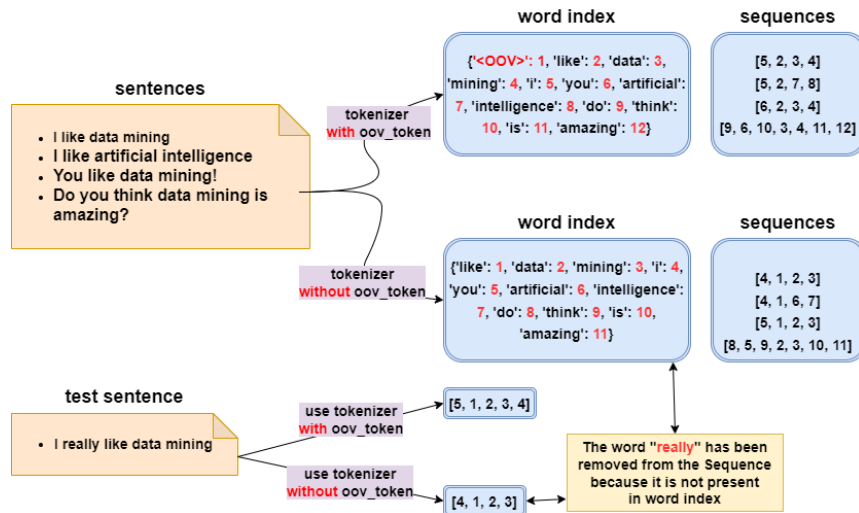 sentences
• I like data mining
• I like artificial intelligence
• You like data mining!
• Do you think data mining is
amazing?
tokenizer
with oov_token
word index
{'<OOV>': 1, 'like': 2, 'data': 3,
'mining': 4, 'i': 5, 'you': 6, 'artificial':
7, 'intelligence': 8, 'do': 9, 'think':
10, 'is': 11, 'amazing': 12}
sequences
[5, 2, 3, 4]
[5, 2, 7, 8]
[6, 2, 3, 4]
[9, 6, 10, 3, 4, 11, 12]
tokenizer
without oov_token
word index
{'like': 1, 'data': 2, 'mining': 3, 'i': 4,
'you': 5, 'artificial': 6, 'intelligence':
7, 'do': 8, 'think': 9, 'is': 10,
'amazing': 11}
sequences
[4, 1, 2, 3]
[4, 1, 6, 7]
[5, 1, 2, 3]
[8, 5, 9, 2, 3, 10, 11]
test sentence
• I really like data mining
use tokenizer
with oov_token
[5, 1, 2, 3, 4]
use tokenizer
without oov_token
[4, 1, 2, 3]
The word "really" has been
removed from the Sequence
because it is not present
in word index